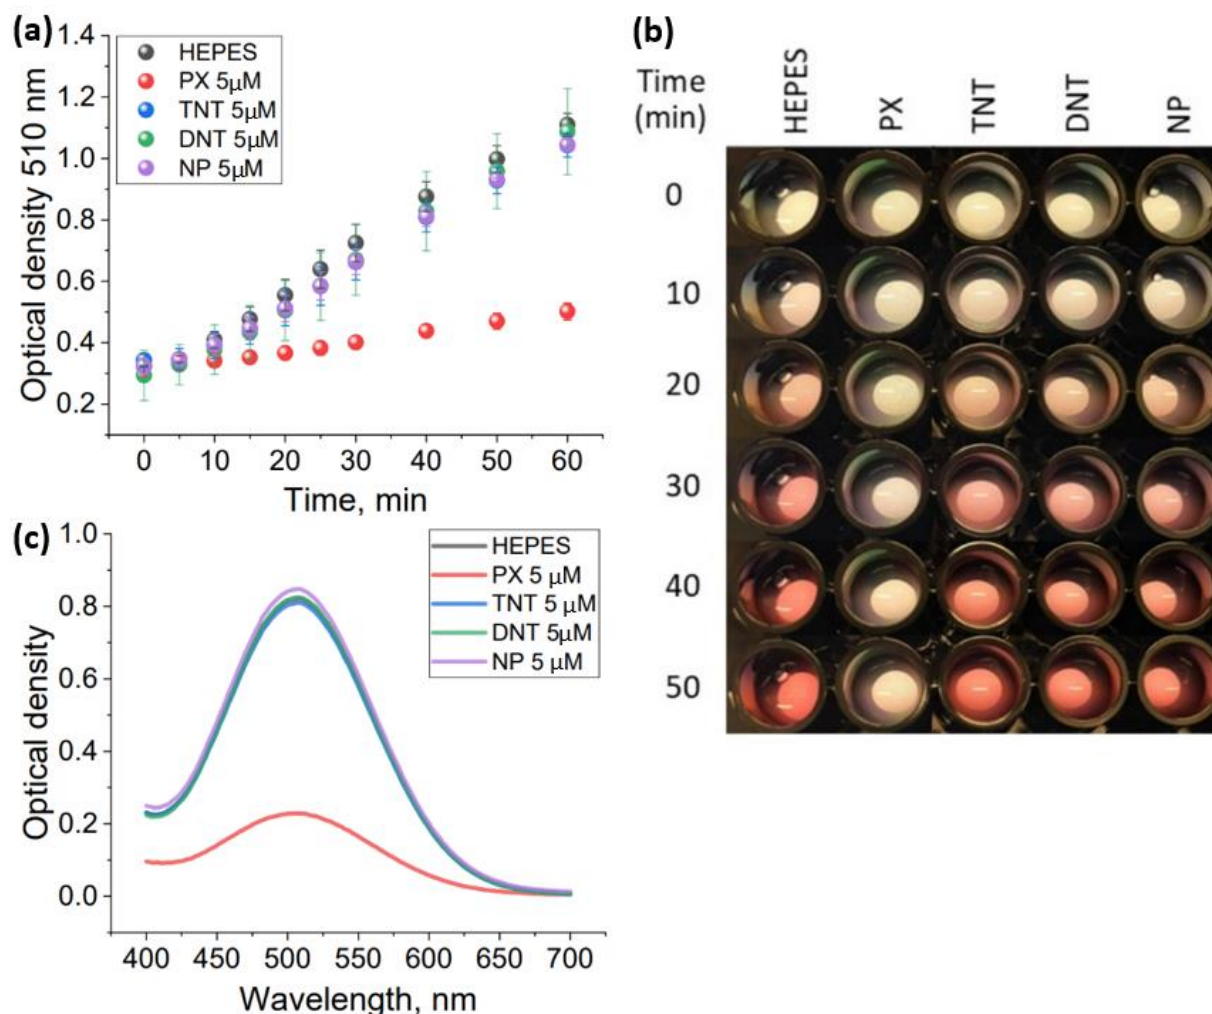 (a)
1.4
1.2
1.0
0.8
0.6
0.4
0.2
Optical density 510 nm
HEPES
PX 5μM
TNT 5μM
DNT 5μM
NP 5μM
0 10 20 30 40 50 60
Time, min
(b)
Time
(min)
HEPES
PX
TNT
DNT
NP
0
10
20
30
40
50
(c)
1.0
0.8
0.6
0.4
0.2
0.0
Optical density
HEPES
PX 5 μM
TNT 5 μM
DNT 5μM
NP 5 μM
400 450 500 550 600 650 700
Wavelength, nm